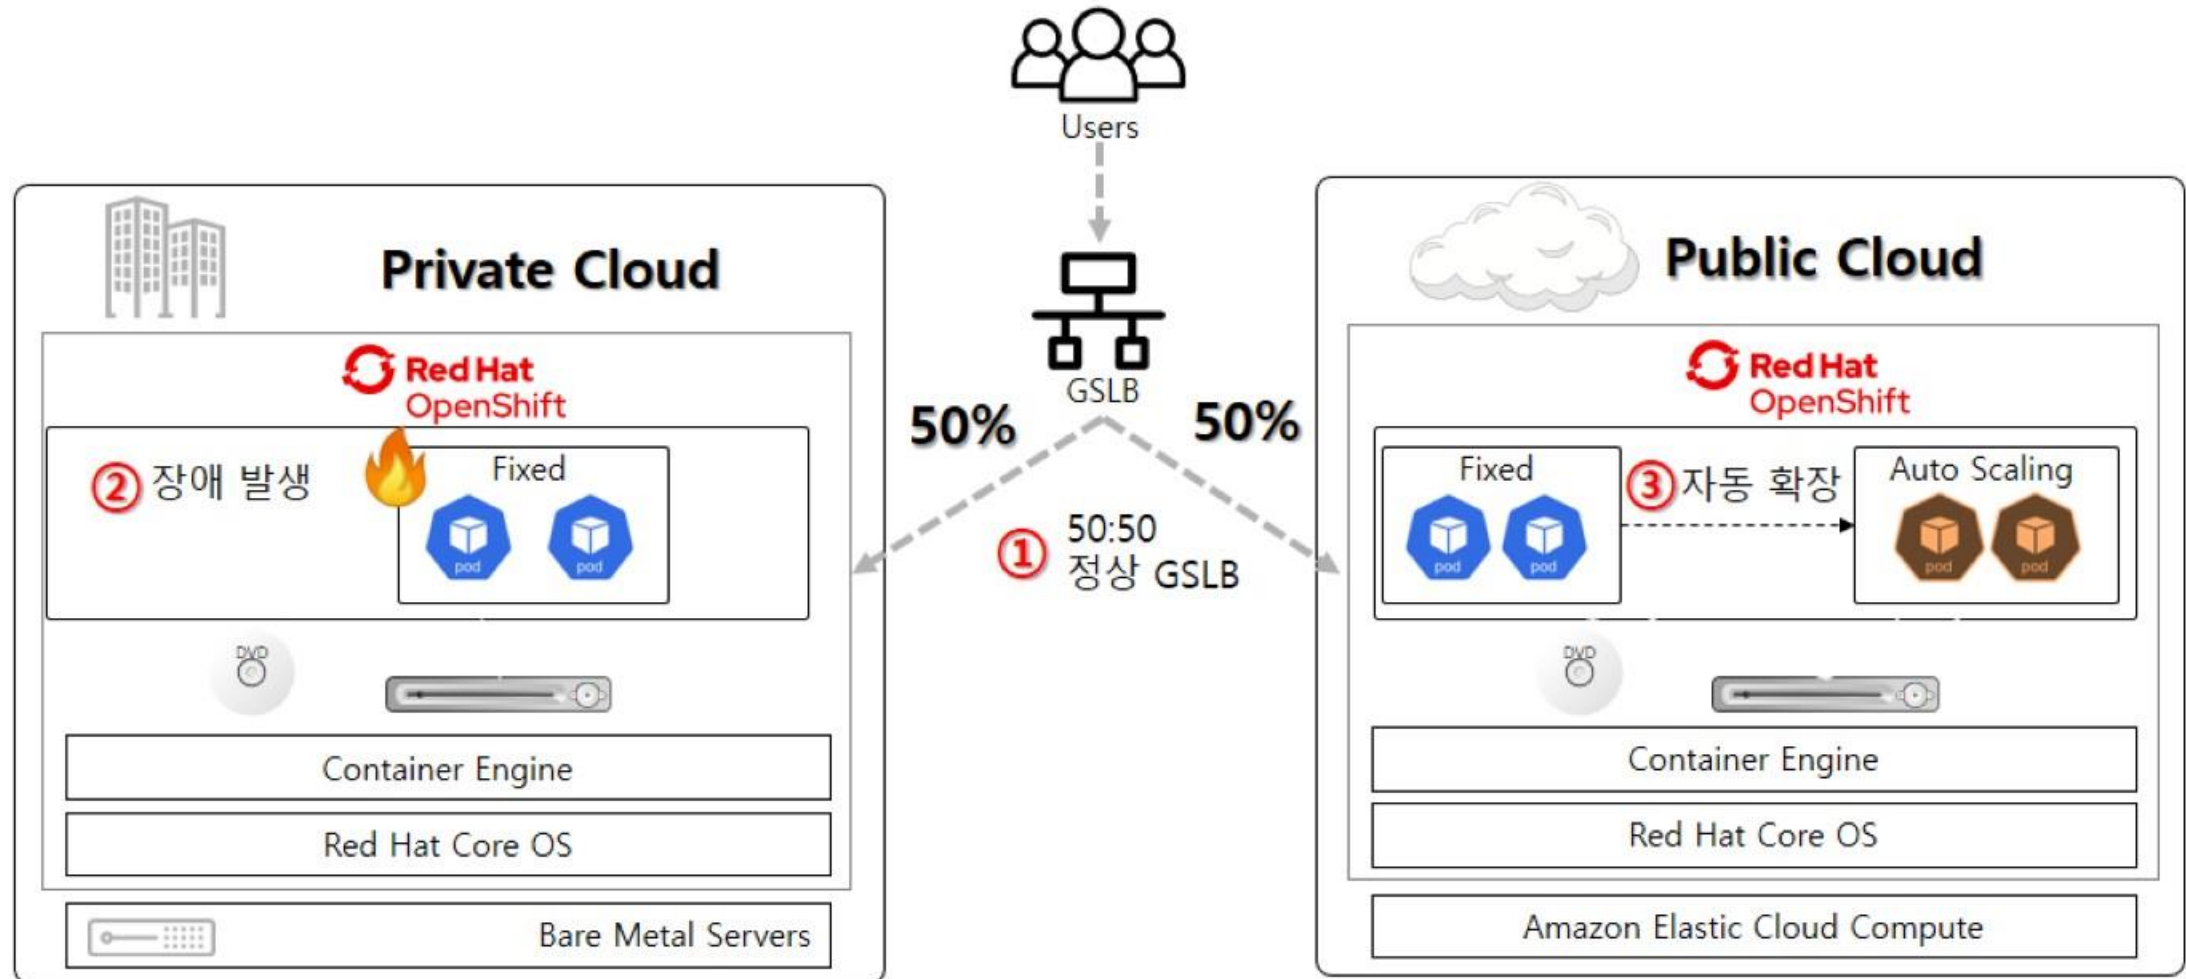 Users
Private Cloud
Public Cloud
GSLB
50%
50%
①
50:50
정상 GSLB
Red Hat
OpenShift
② 장애 발생
Fixed
pod
pod
DVD
Container Engine
Red Hat Core OS
Bare Metal Servers
Red Hat
OpenShift
Fixed
pod
pod
③ 자동 확장
Auto Scaling
pod
pod
DVD
Container Engine
Red Hat Core OS
Amazon Elastic Cloud Compute